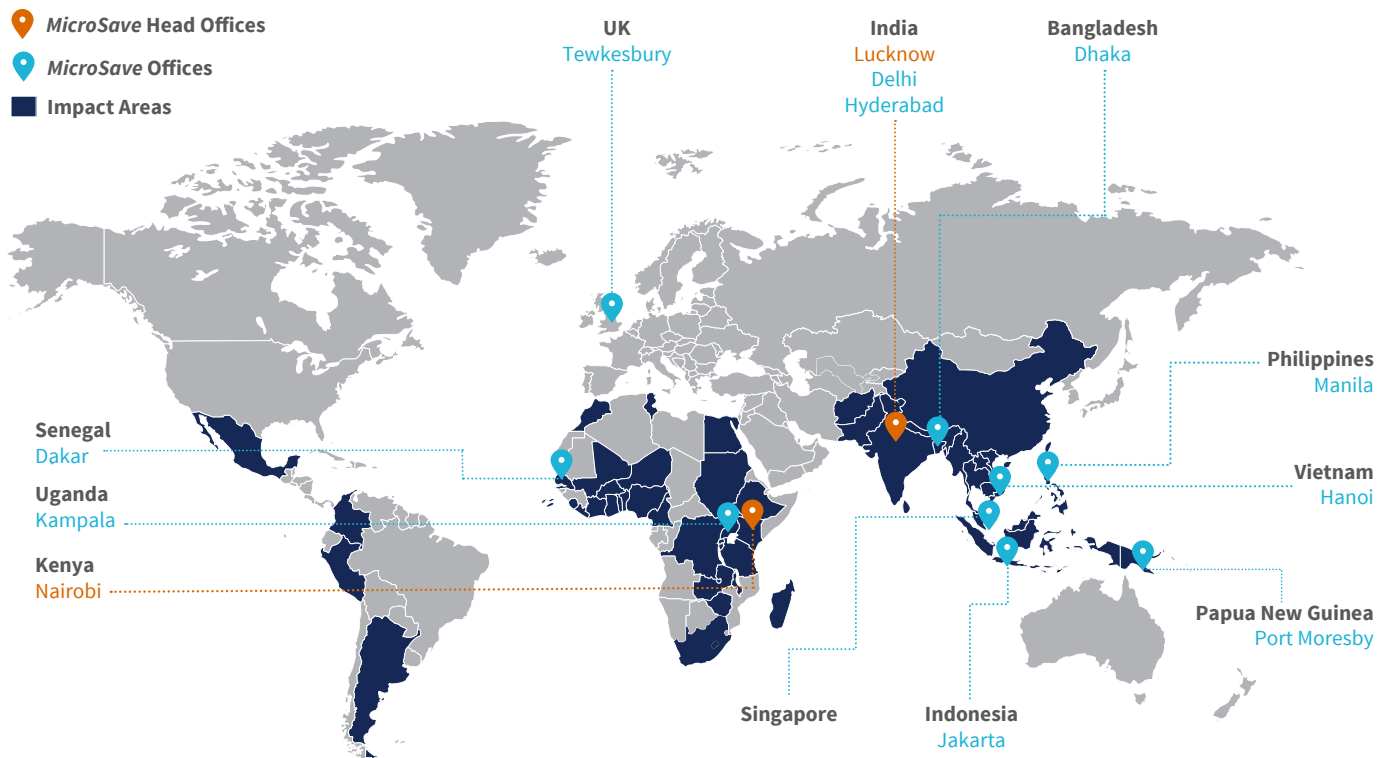 MicroSave Head Offices
MicroSave Offices
Impact Areas
UK
Tewkesbury
India
Lucknow
Delhi
Hyderabad
Bangladesh
Dhaka
Philippines
Manila
Senegal
Dakar
Vietnam
Hanoi
Uganda
Kampala
Kenya
Nairobi
Papua New Guinea
Port Moresby
Singapore
Indonesia
Jakarta